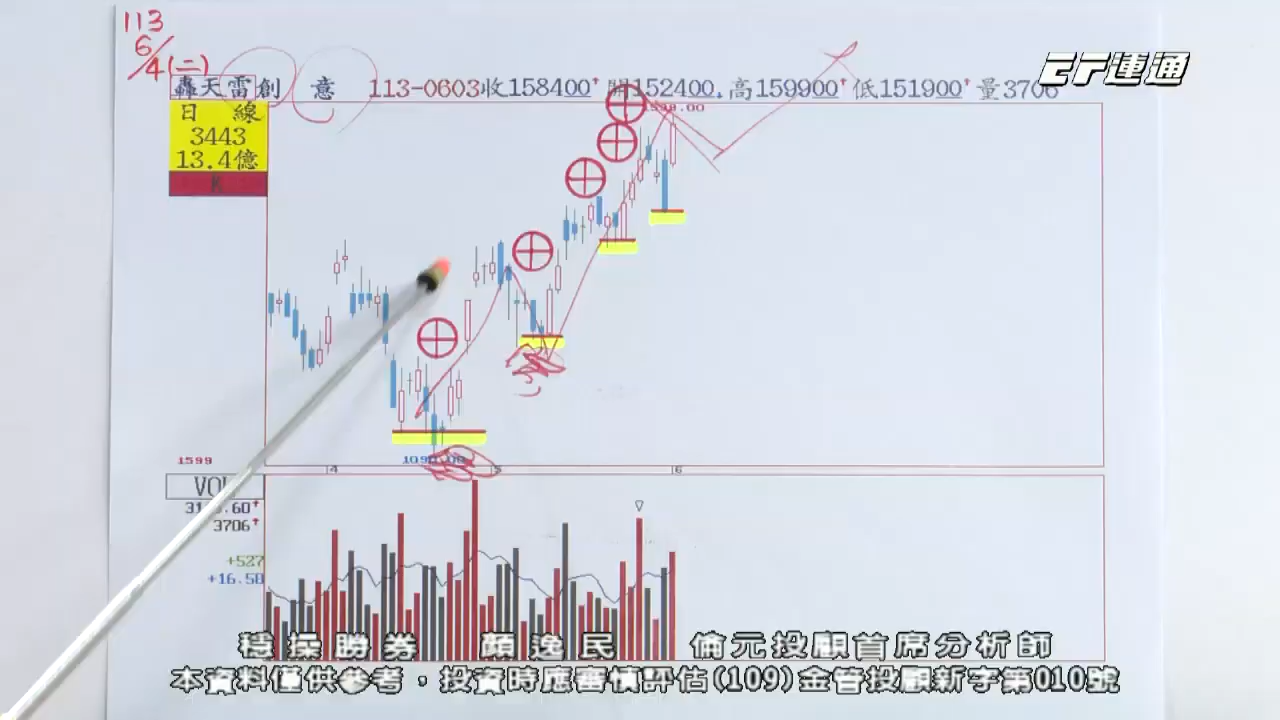 113
6/4(二)
CT運通
轟天雷創 意 113-0603收158400↑開152400↓高159900↑低151900↑量3706↑
日 線
3443
13.4億
K
1599.00
1599
4 5 6
VOL
3706↑
+527
+16.58
穩操勝券 顏逸民 倫元投顧首席分析師
本資料僅供參考，投資時應審慎評估(109)金管投顧新字第010號